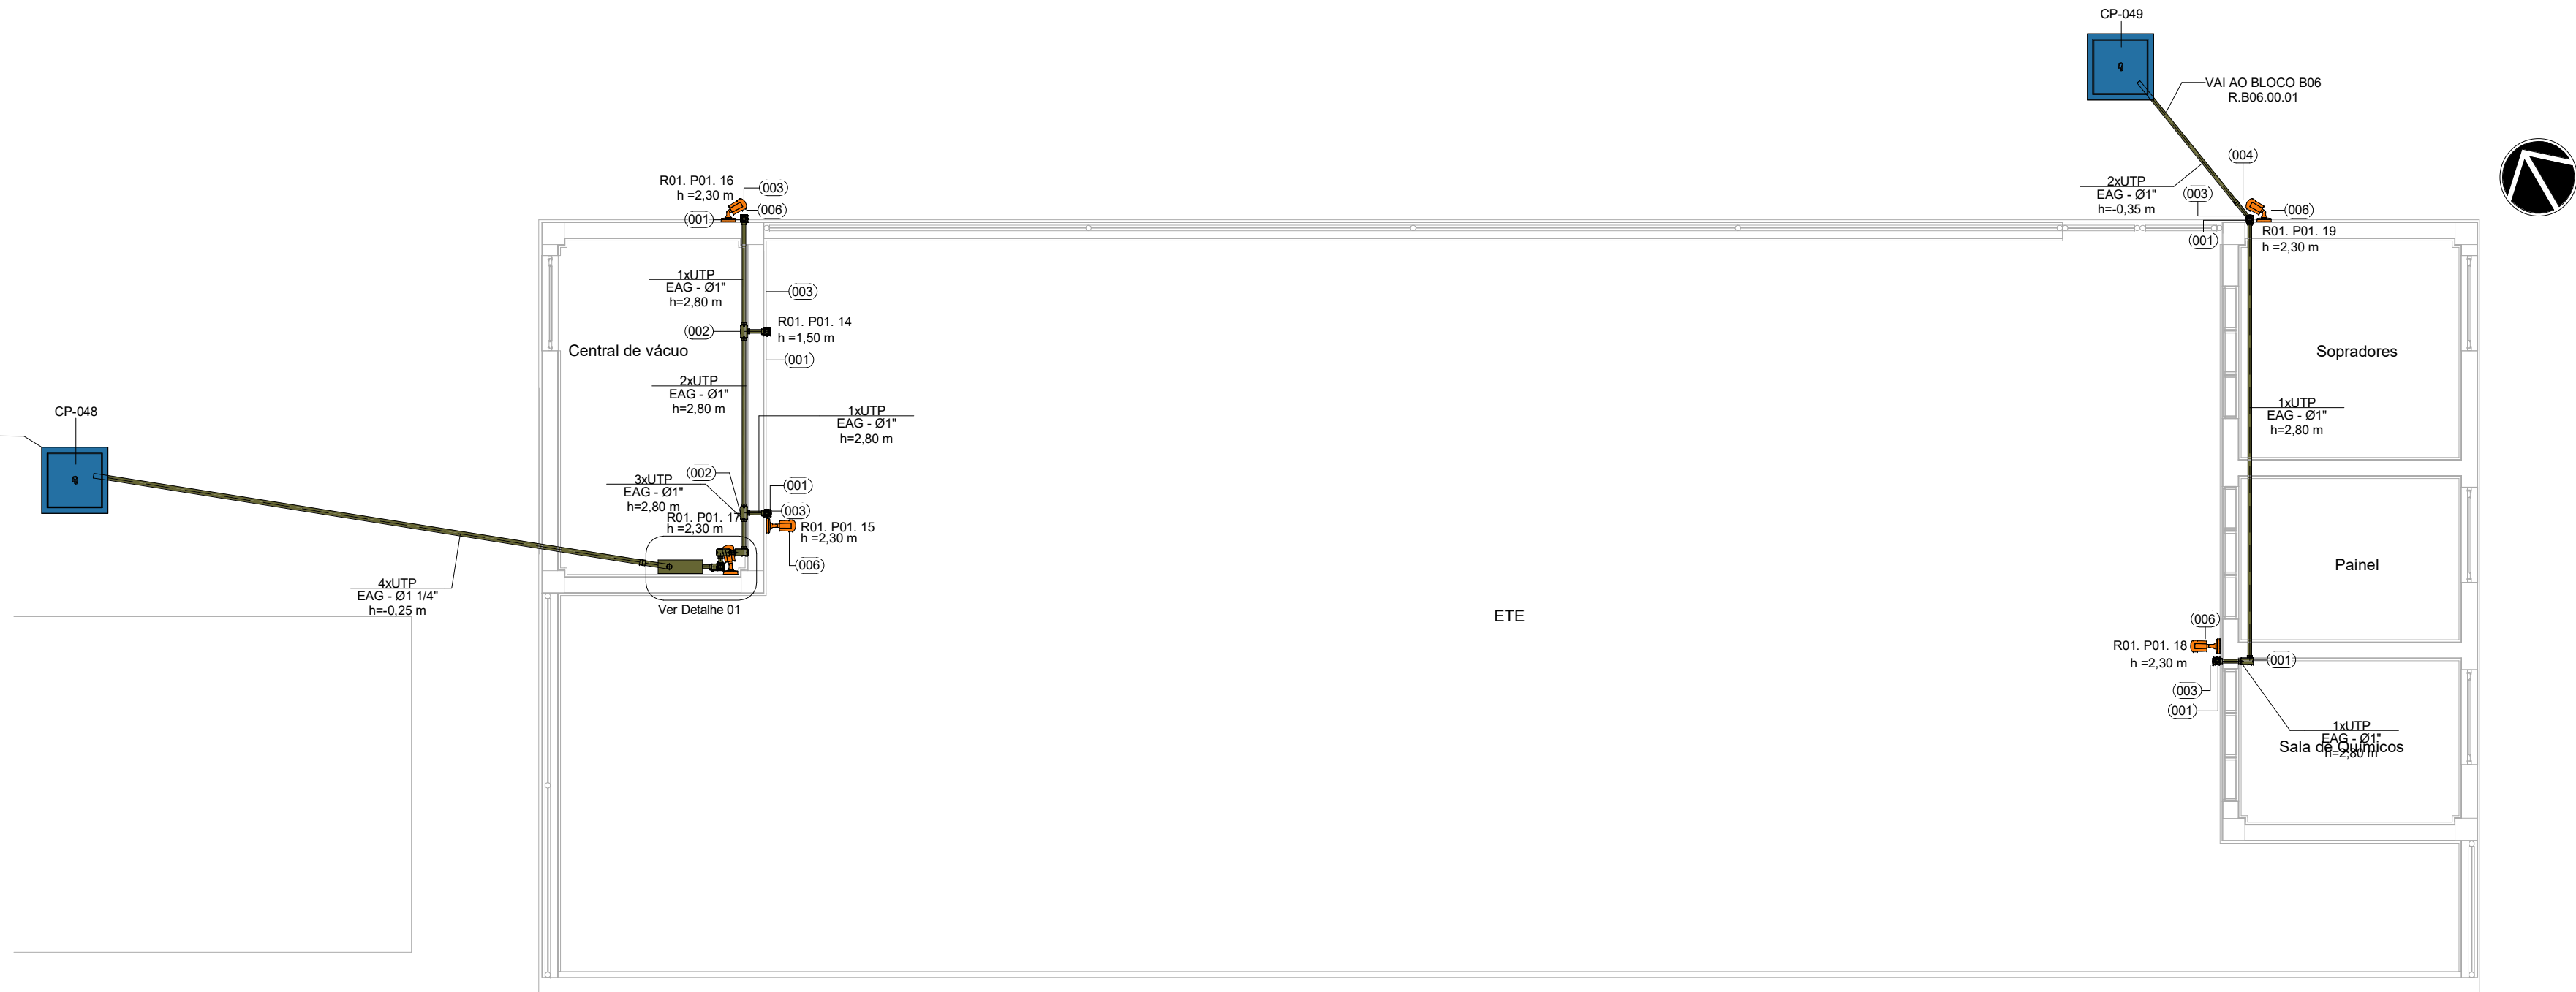 CP-049
VAI AO BLOCO B06
R.B06.00.01
(004)
2xUTP
EAG - Ø1"
h=-0,35 m
(003)
(006)
(001)
R01. P01. 19
h =2,30 m
R01. P01. 16
h =2,30 m
(003)
(006)
(001)
1xUTP
EAG - Ø1"
h=2,80 m
(003)
(002)
R01. P01. 14
h =1,50 m
(001)
Central de vácuo
Sopradores
2xUTP
EAG - Ø1"
h=2,80 m
1xUTP
EAG - Ø1"
h=2,80 m
1xUTP
EAG - Ø1"
h=2,80 m
CP-048
(002)
3xUTP
EAG - Ø1"
h=2,80 m
(001)
(003)
R01. P01. 17
h =2,30 m
R01. P01. 15
h =2,30 m
(006)
Painel
4xUTP
EAG - Ø1 1/4"
h=-0,25 m
Ver Detalhe 01
ETE
(006)
R01. P01. 18
h =2,30 m
(001)
(003)
(001)
1xUTP
EAG - Ø1"
Sala de Químicos
h=2,80 m